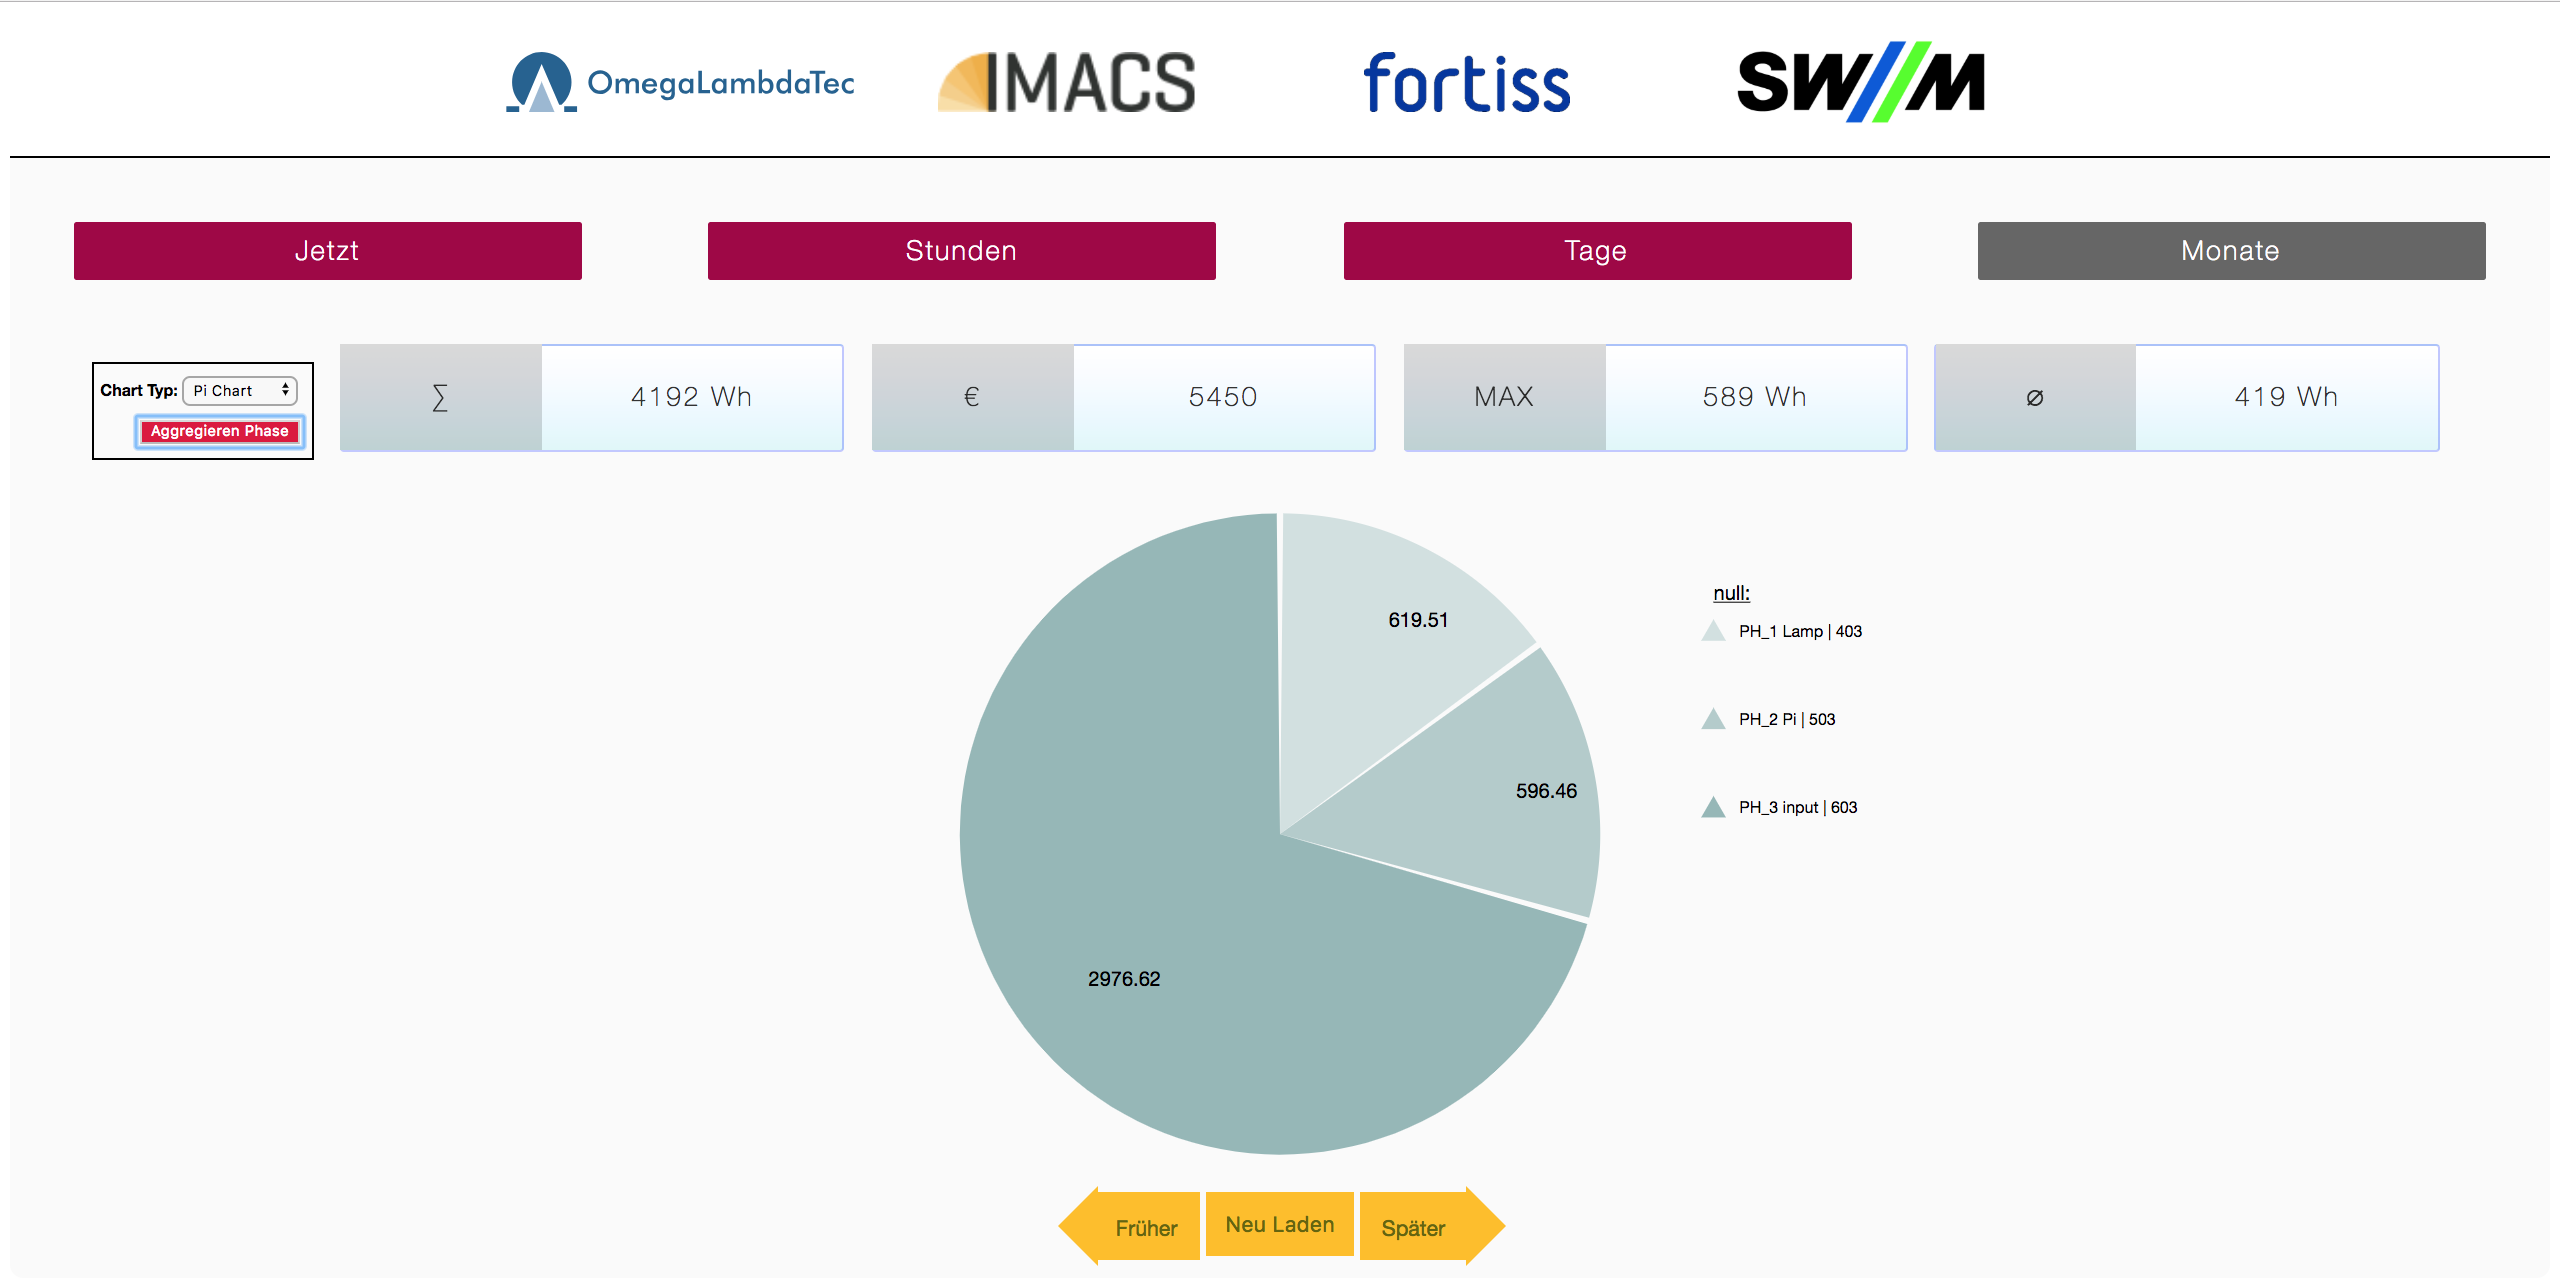 OmegaLambdaTec
IMACS
fortiss
SW//M
Jetzt
Stunden
Tage
Monate
Chart Typ: Pi Chart
Aggregieren Phase
∑ 4192 Wh
€ 5450
MAX 589 Wh
⌀ 419 Wh
619.51
596.46
2976.62
null:
PH_1 Lamp | 403
PH_2 Pi | 503
PH_3 input | 603
Früher
Neu Laden
Später